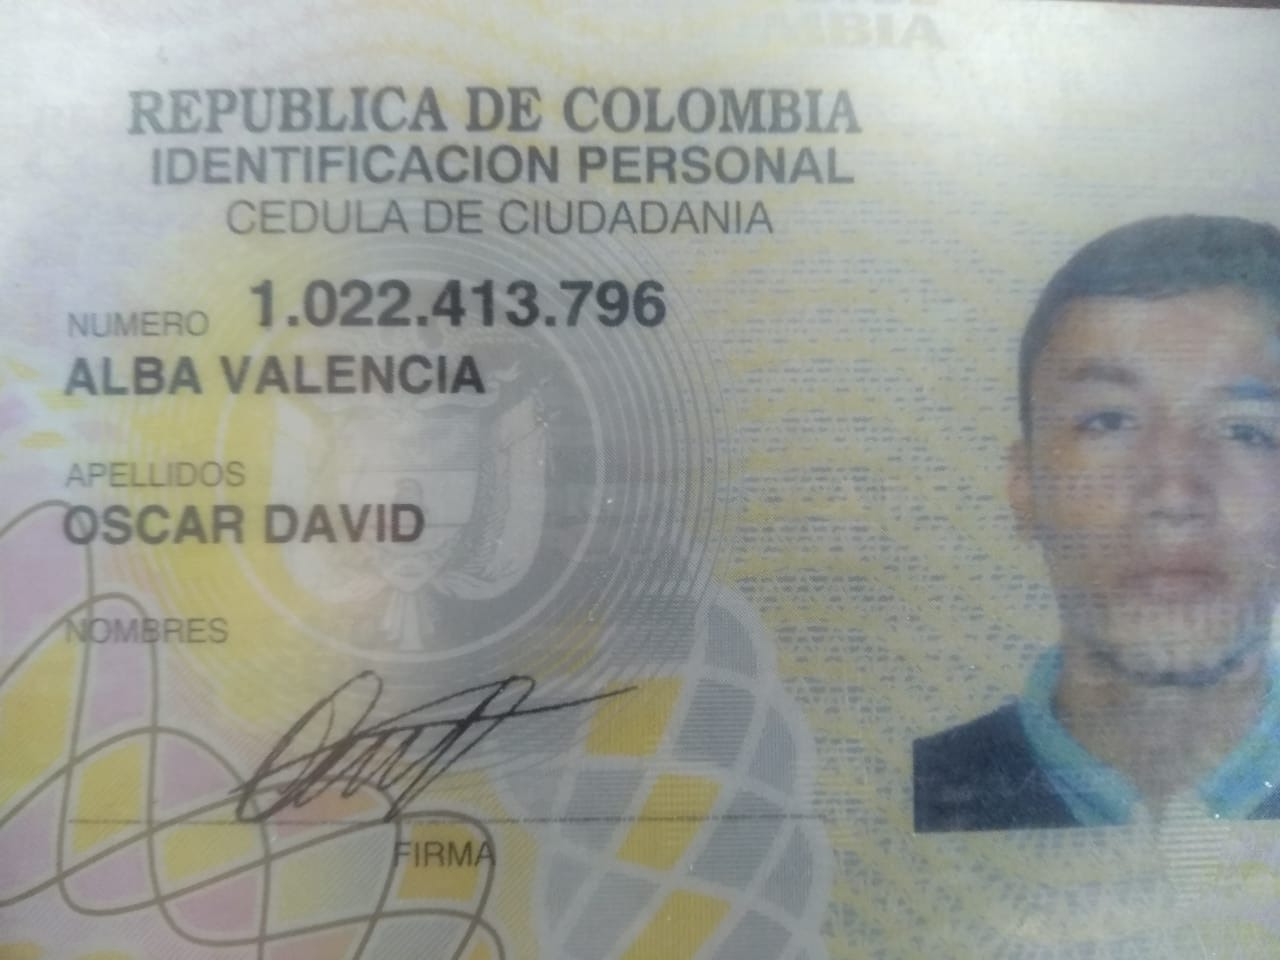 REPUBLICA DE COLOMBIA
IDENTIFICACION PERSONAL
CEDULA DE CIUDADANIA
NUMERO 1.022.413.796
ALBA VALENCIA
APELLIDOS
OSCAR DAVID
NOMBRES
FIRMA